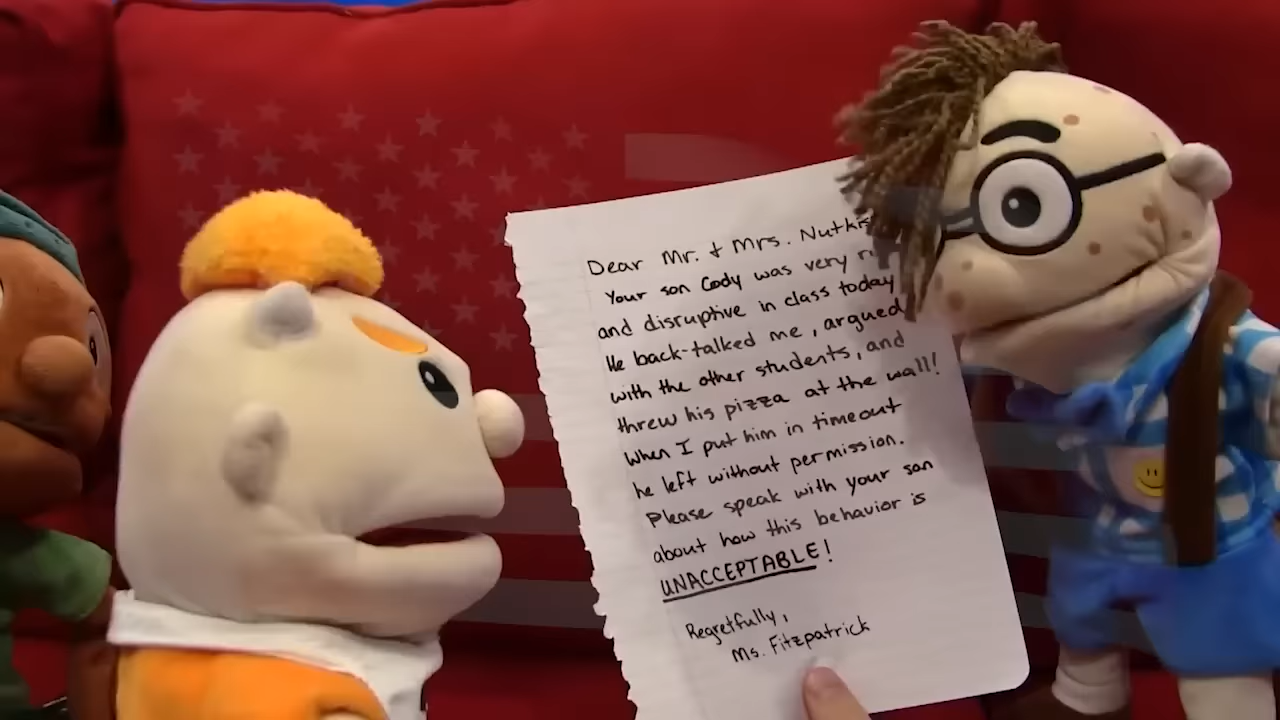 Dear Mr. & Mrs. 
Your son Cody was very
and disruptive in class today
He back-talked me, argued
with the other students, and
threw his pizza at the wall!
When I put him in timeout
he left without permission.
Please speak with your son
about how this behavior is
UNACCEPTABLE!
Regretfully,
Ms. Fitzpatrick